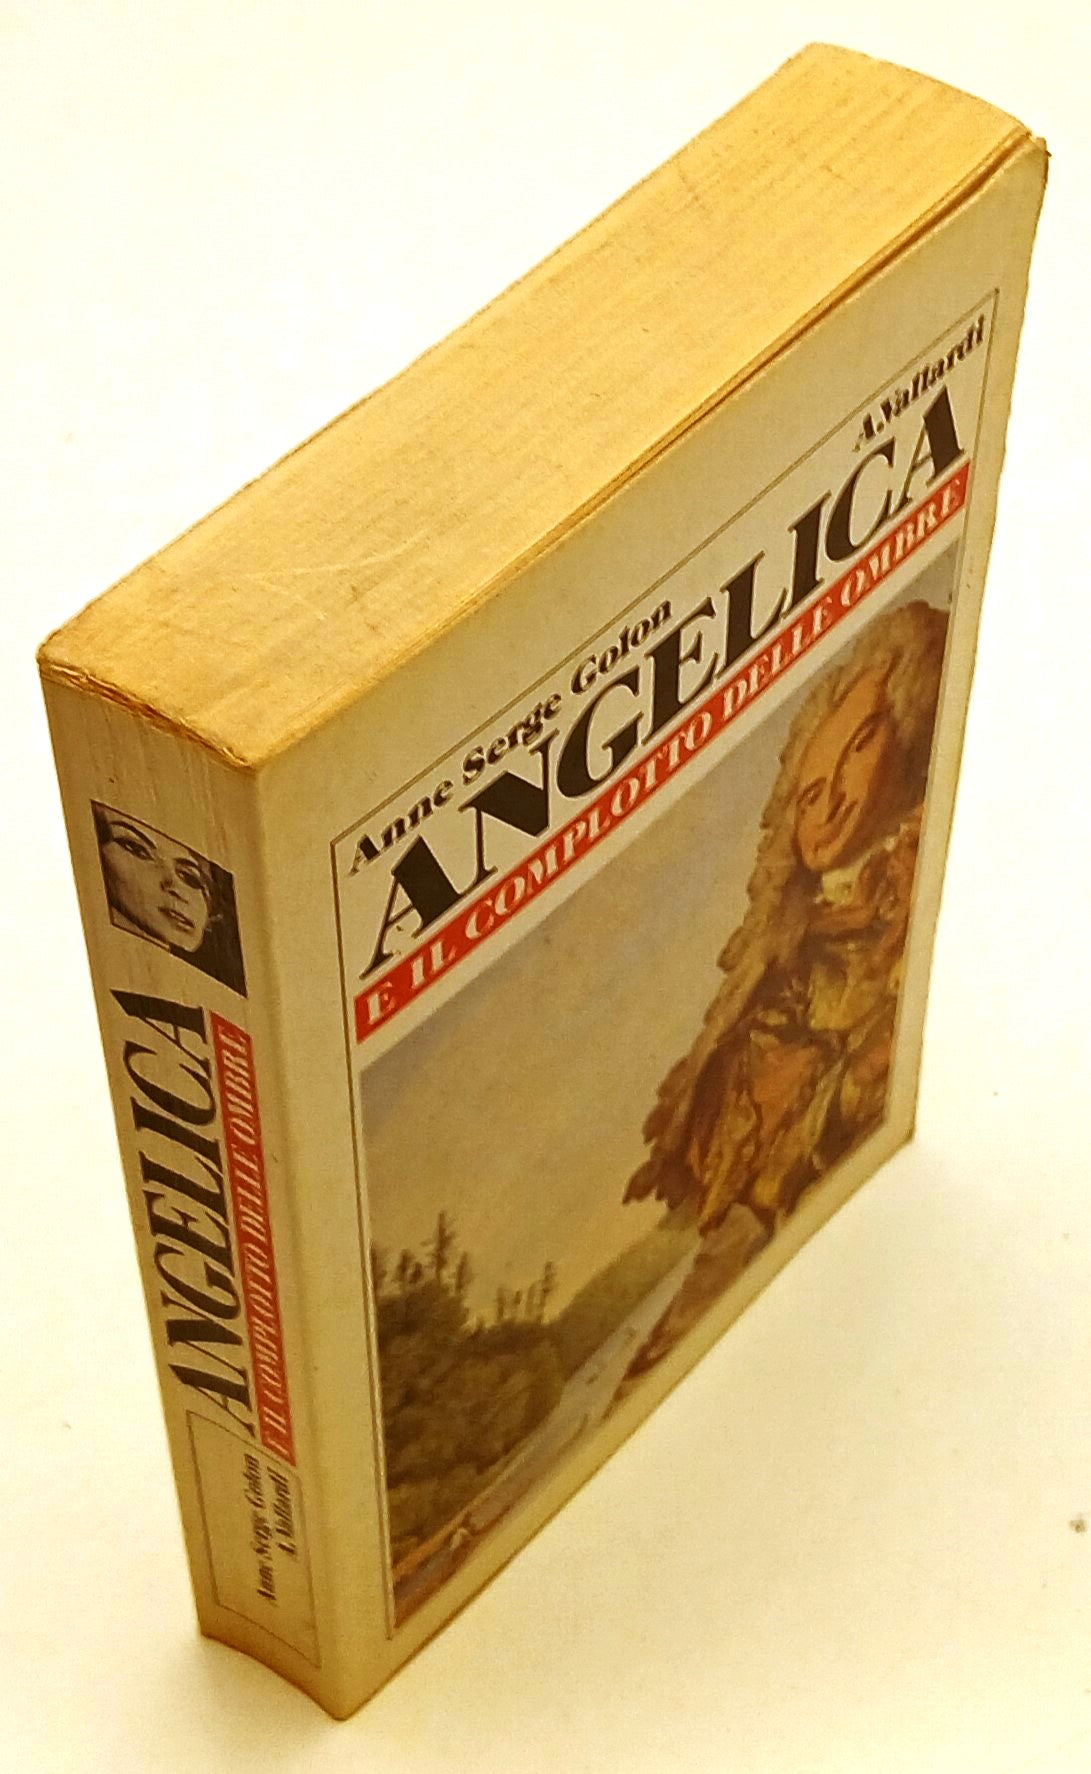 Anne Serge Golon
A.Vallardi
ANGELICA
E IL COMPLOTTO DELLE OMBRE
ANGELICA
E IL COMPLOTTO DELLE OMBRE
Anne Serge Golon
A.Vallardi